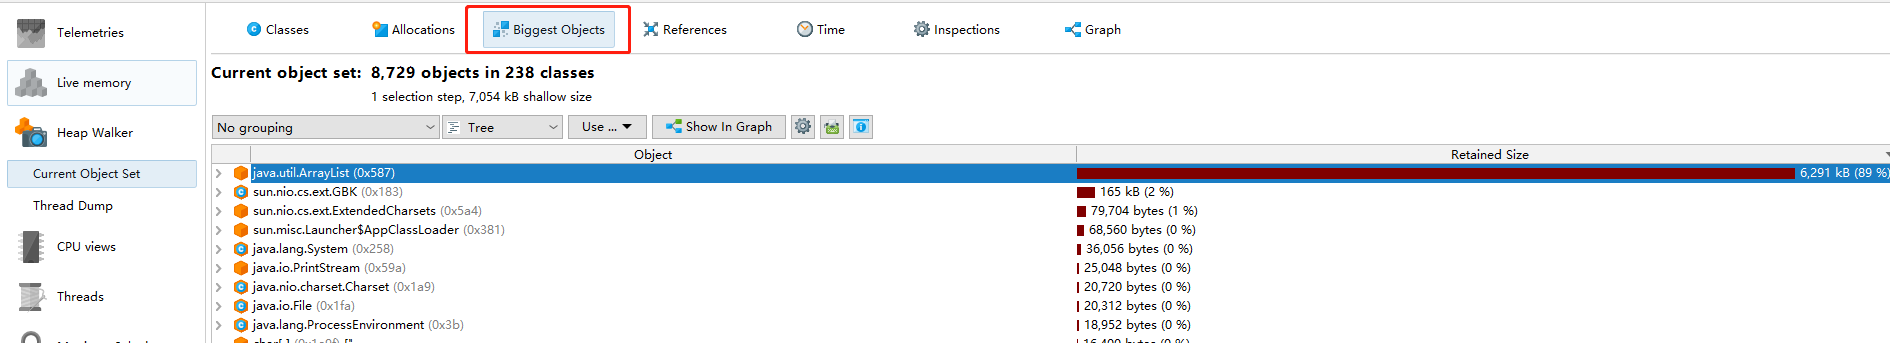 Telemetries
Live memory
Heap Walker
Current Object Set
Thread Dump
CPU views
Threads
Classes
Allocations
Biggest Objects
References
Time
Inspections
Graph
Current object set: 8,729 objects in 238 classes
1 selection step, 7,054 kB shallow size
No grouping
Tree
Use ...
Show In Graph
Object Retained Size
java.util.ArrayList (0x587) 6,291 kB (89 %)
sun.nio.cs.ext.GBK (0x183) 165 kB (2 %)
sun.nio.cs.ext.ExtendedCharsets (0x5a4) 79,704 bytes (1 %)
sun.misc.Launcher$AppClassLoader (0x381) 68,560 bytes (0 %)
java.lang.System (0x258) 36,056 bytes (0 %)
java.io.PrintStream (0x59a) 25,048 bytes (0 %)
java.nio.charset.Charset (0x1a9) 20,720 bytes (0 %)
java.io.File (0x1fa) 20,312 bytes (0 %)
java.lang.ProcessEnvironment (0x3b) 18,952 bytes (0 %)